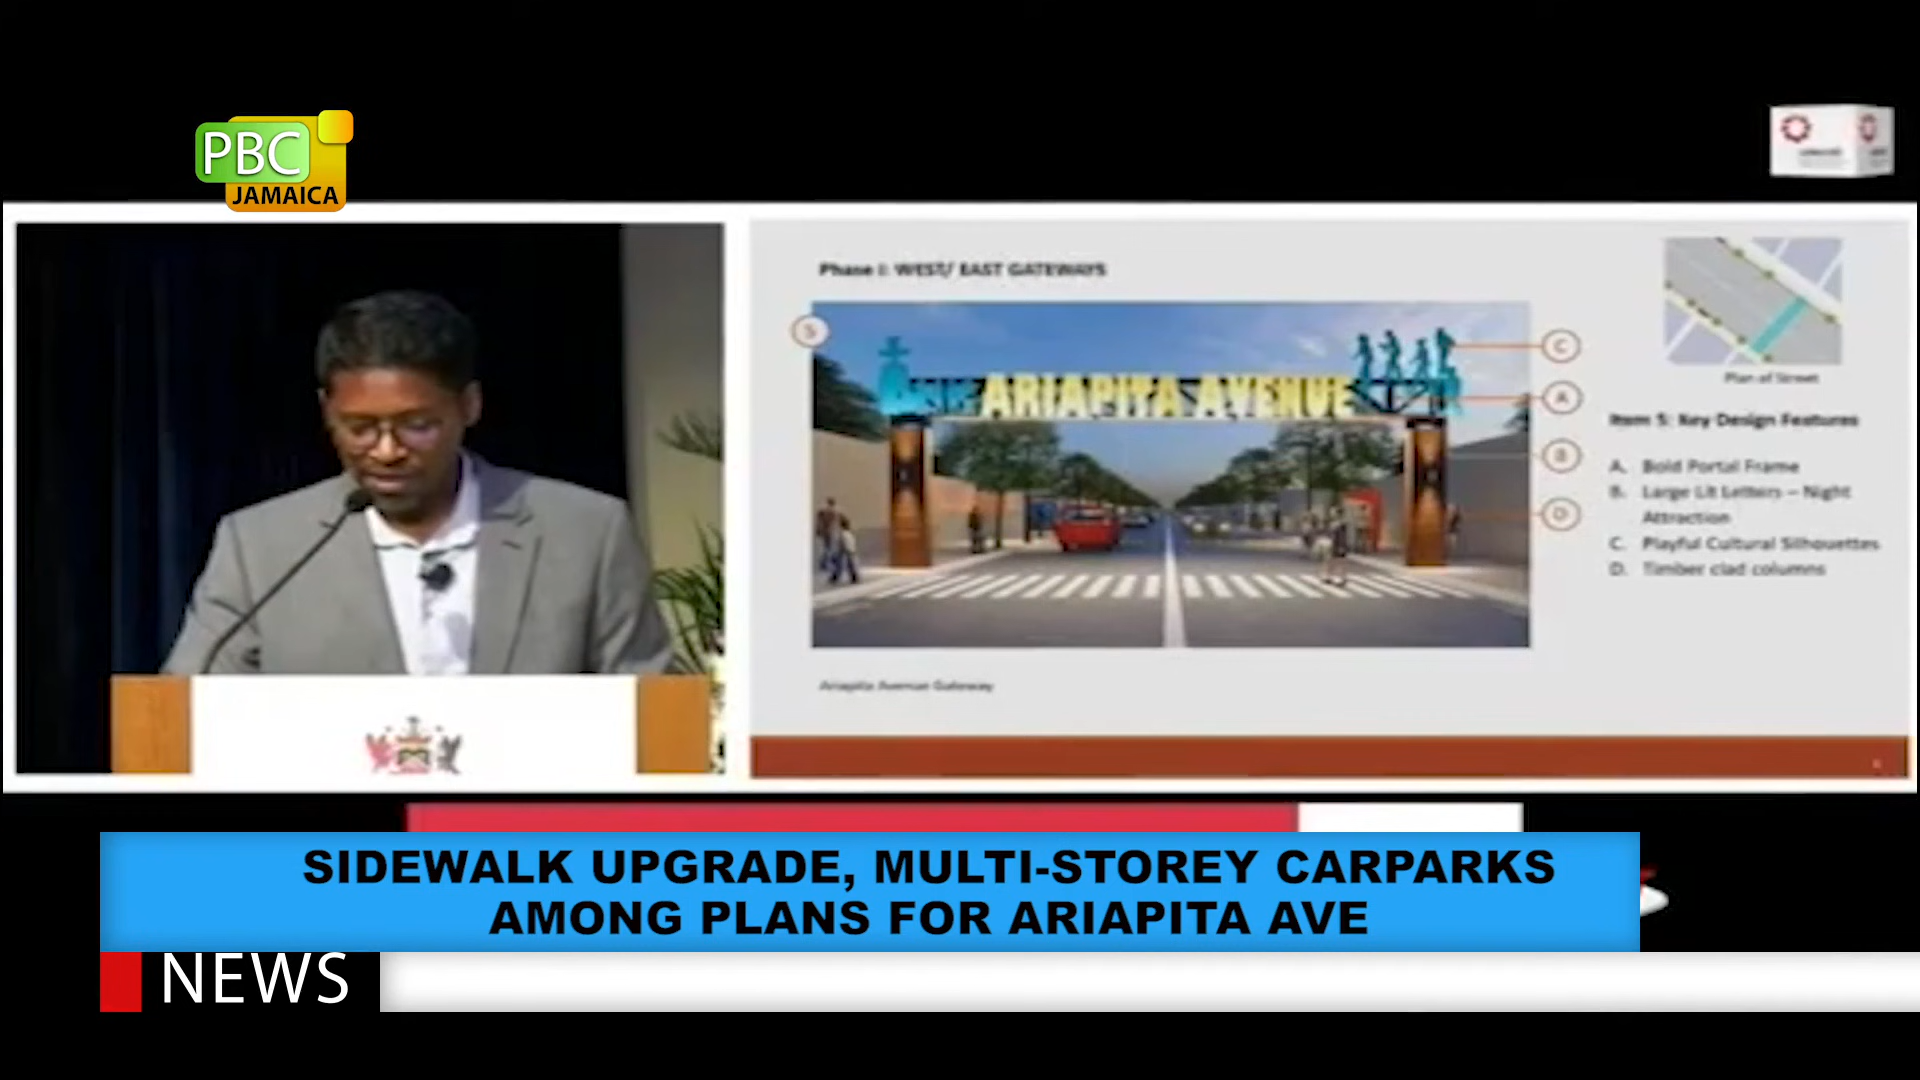 PBC
JAMAICA
Phase I: WEST/ EAST GATEWAYS
S
C
ARIAPITA AVENUE
A
B
D
Plan of Street
Item 5: Key Design Features
A. Bold Portal Frame
B. Large Lit Letters – Night
Attraction
C. Playful Cultural Silhouettes
D. Timber clad columns
Ariapita Avenue Gateway
SIDEWALK UPGRADE, MULTI-STOREY CARPARKS
AMONG PLANS FOR ARIAPITA AVE
NEWS